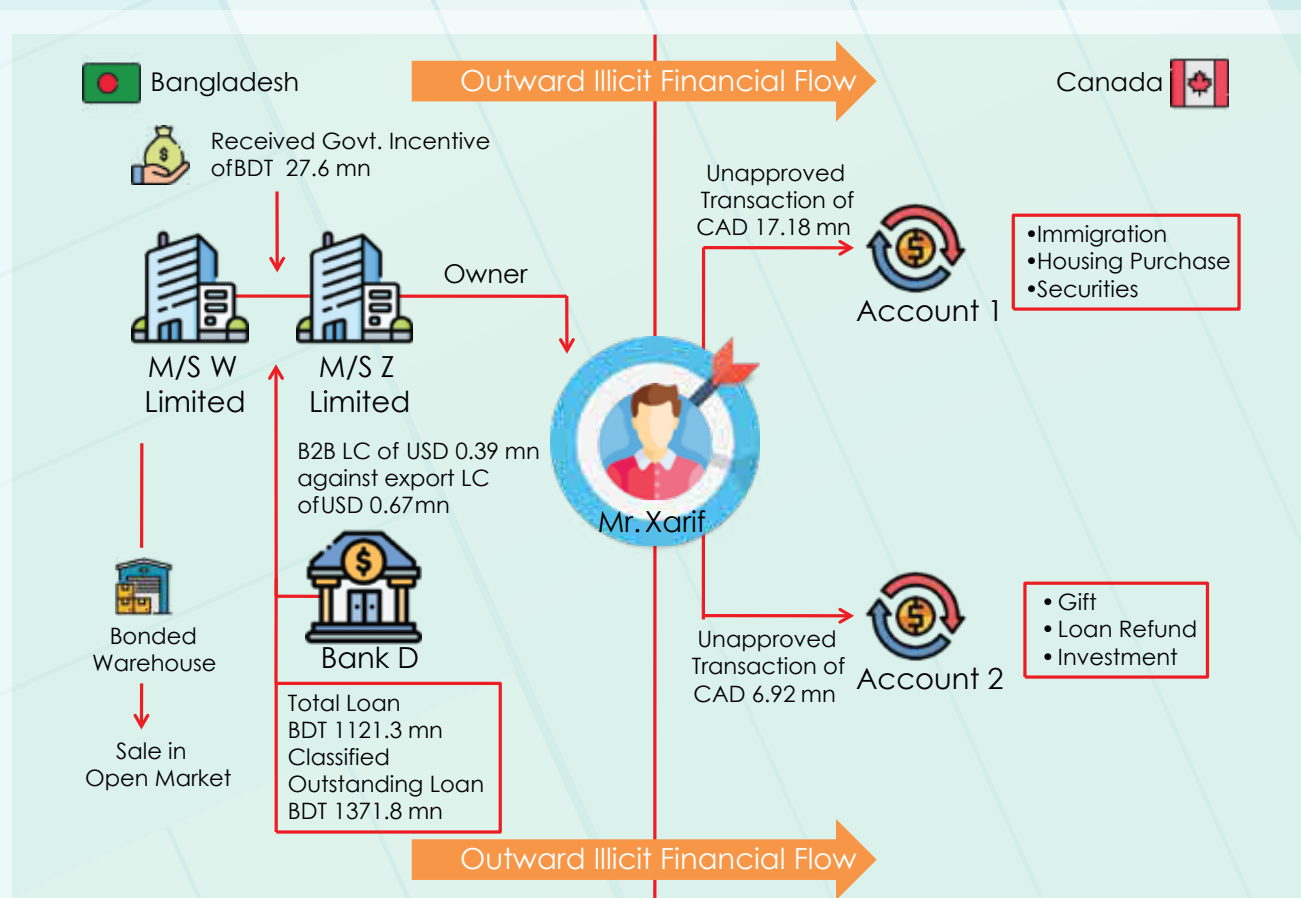 Bangladesh
Outward Illicit Financial Flow
Canada
Received Govt. Incentive
ofBDT 27.6 mn
Unapproved
Transaction of
CAD 17.18 mn
•Immigration
•Housing Purchase
•Securities
Account 1
Owner
M/S W
Limited
M/S Z
Limited
B2B LC of USD 0.39 mn
against export LC
ofUSD 0.67mn
Mr. Xarif
Bonded
Warehouse
Bank D
Unapproved
Transaction of
CAD 6.92 mn
Account 2
• Gift
• Loan Refund
• Investment
Total Loan
BDT 1121.3 mn
Classified
Outstanding Loan
BDT 1371.8 mn
Sale in
Open Market
Outward Illicit Financial Flow